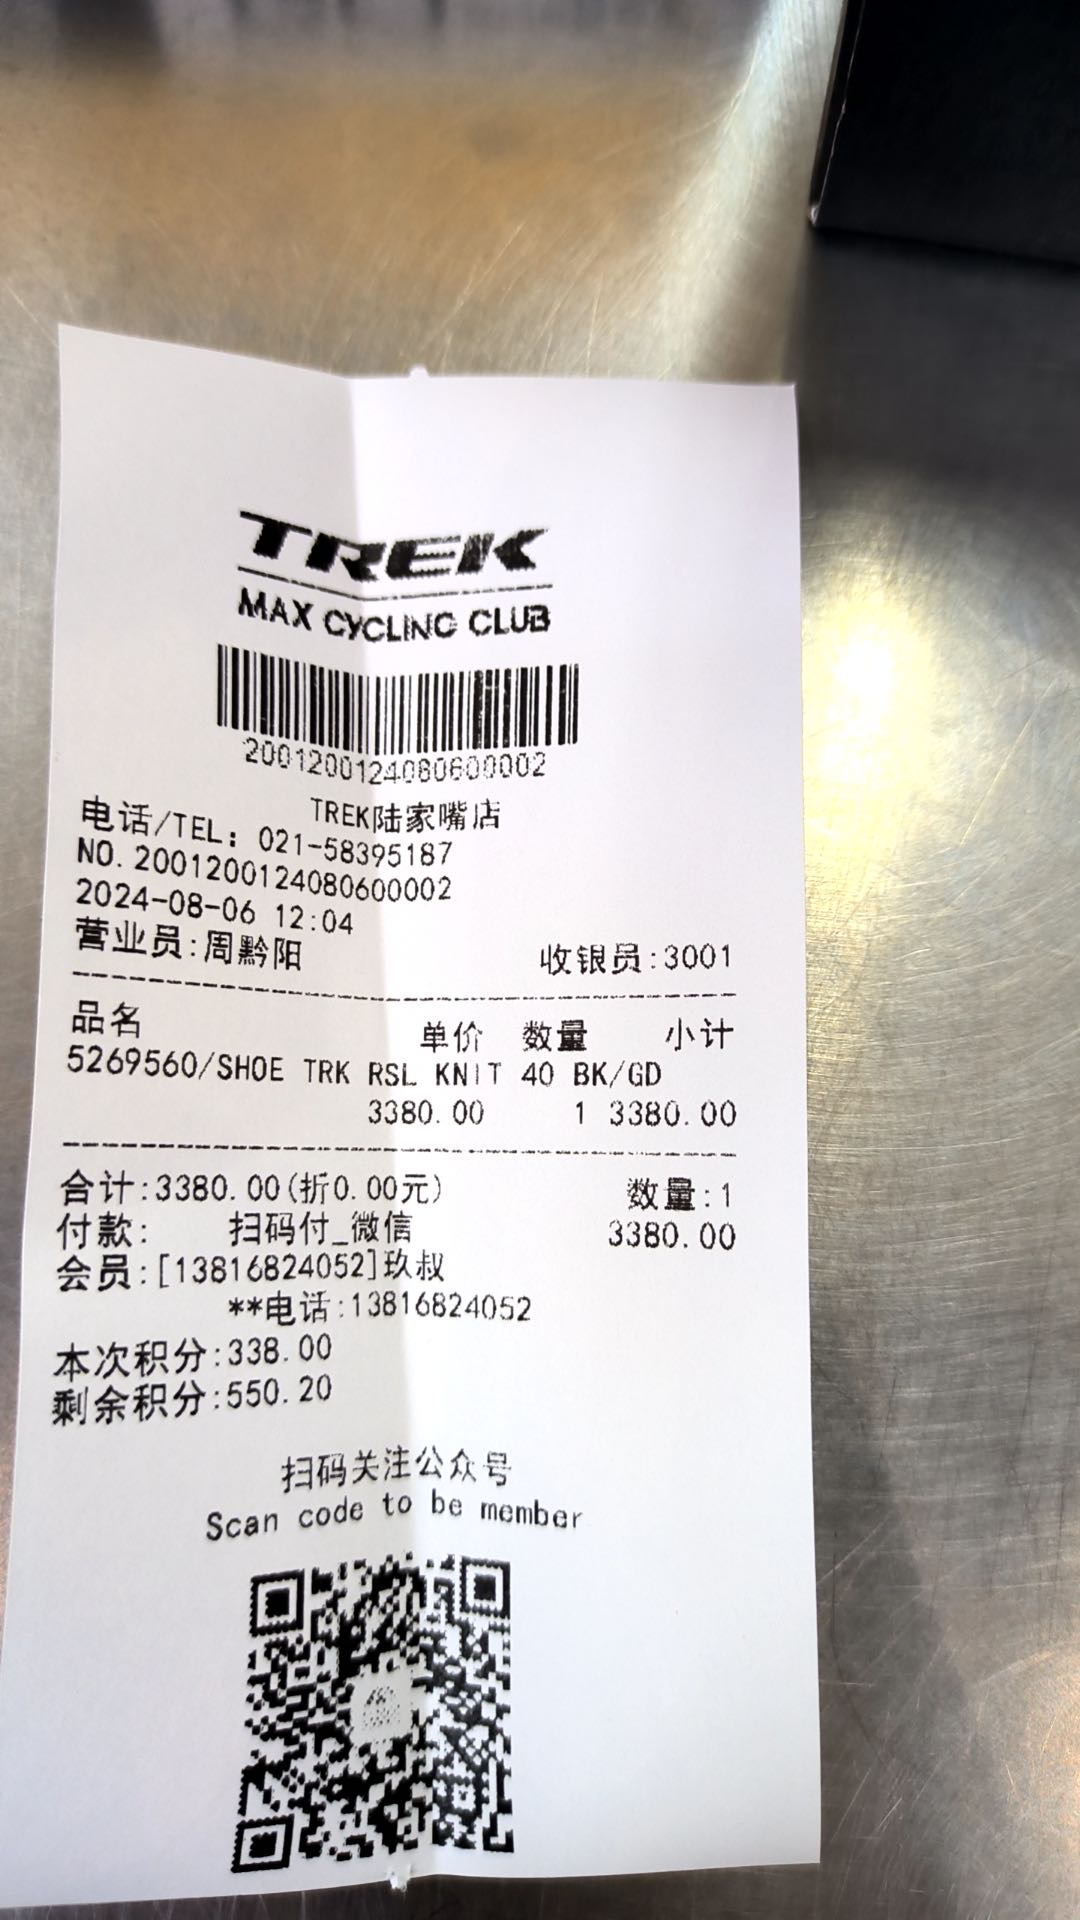 TREK
MAX CYCLING CLUB
2001200124080600002
TREK陆家嘴店
电话/TEL: 021-58395187
NO.2001200124080600002
2024-08-06 12:04
营业员:周黔阳 收银员:3001
品名 单价 数量 小计
5269560/SHOE TRK RSL KNIT 40 BK/GD
3380.00 1 3380.00
合计:3380.00(折0.00元) 数量:1
付款: 扫码付_微信 3380.00
会员:[13816824052]玖叔
**电话:13816824052
本次积分:338.00
剩余积分:550.20
扫码关注公众号
Scan code to be member